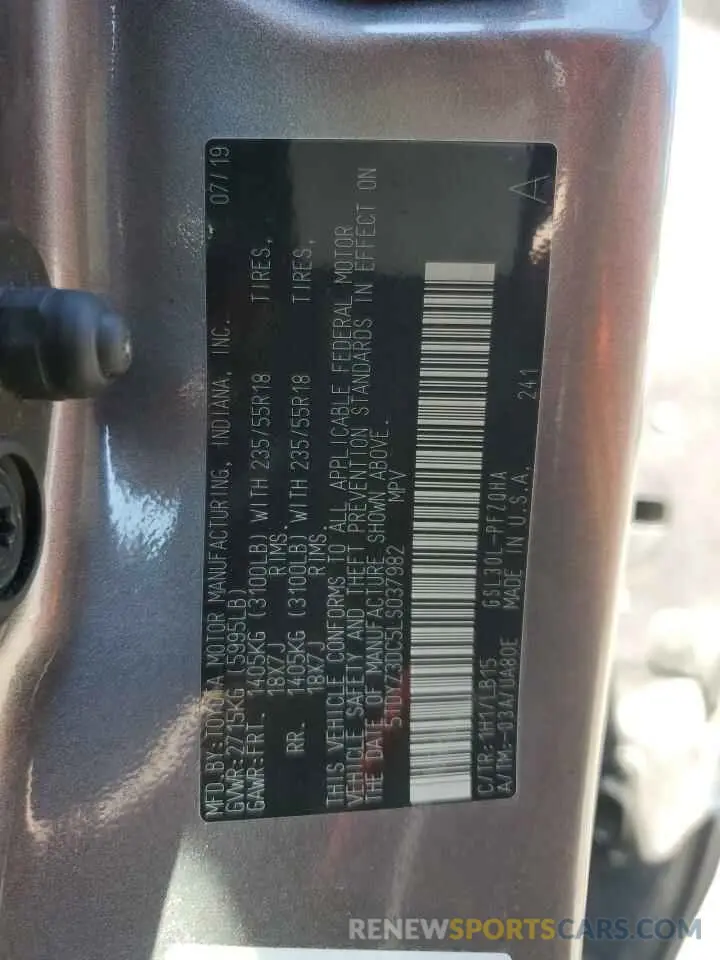 MFD.BY:TOYOTA MOTOR MANUFACTURING, INDIANA, INC. 07/19
GVWR:2715KG (5995LB)
GAWR:FRT. 1405KG (3100LB) WITH 235/55R18 TIRES,
18X7J RIMS.
RR. 1405KG (3100LB) WITH 235/55R18 TIRES,
18X7J RIMS.
THIS VEHICLE CONFORMS TO ALL APPLICABLE FEDERAL MOTOR
VEHICLE SAFETY AND THEFT PREVENTION STANDARDS IN EFFECT ON
THE DATE OF MANUFACTURE SHOWN ABOVE.
5TDYZ3DC5LS037982 MPV
A
C/TR:1H1/LB15 GSL30L-PFZQHA 241
A/TM:-03A/UA80E MADE IN U.S.A.
RENEWSPORTSCARS.COM